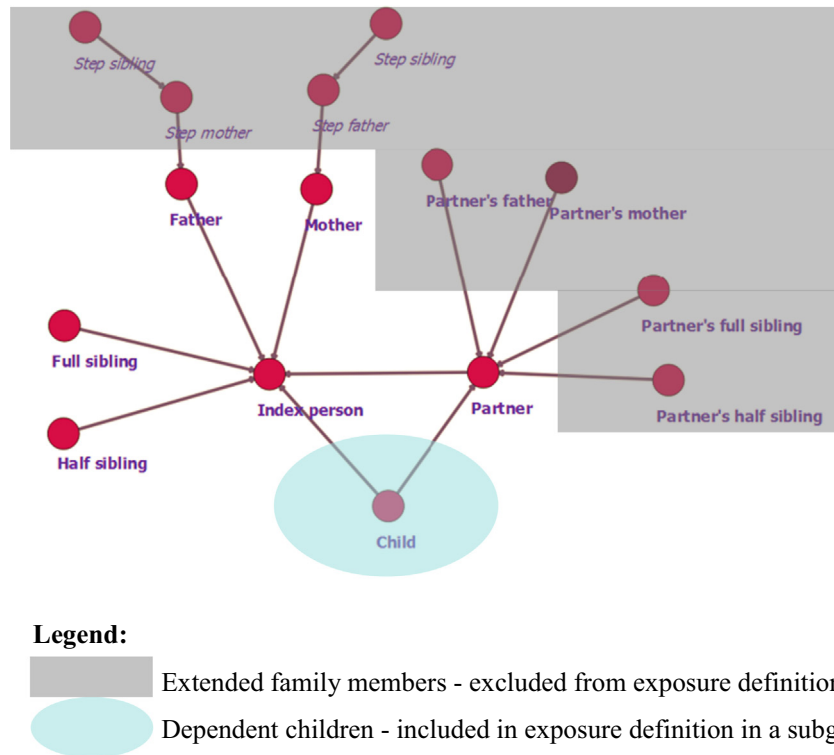 Step sibling
Step sibling
Step mother
Step father
Father
Mother
Partner's father
Partner's mother
Full sibling
Partner's full sibling
Index person
Partner
Partner's half sibling
Half sibling
Child
Legend:
Extended family members - excluded from exposure definition
Dependent children - included in exposure definition in a